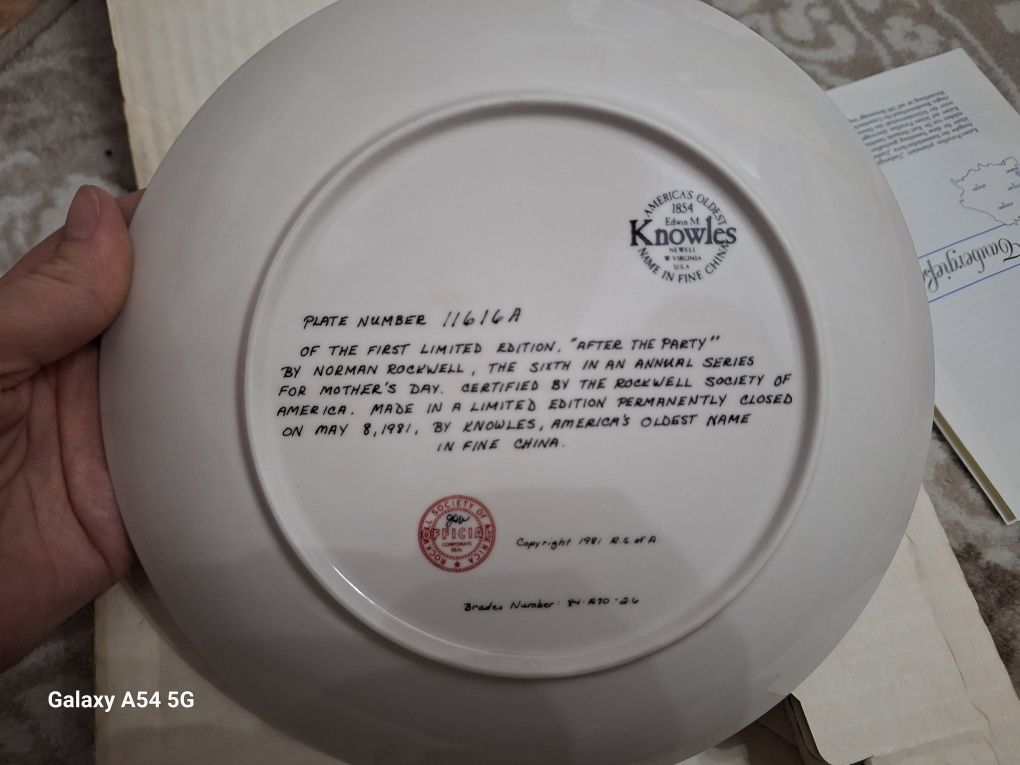 AMERICA'S OLDEST
1854
Edwin M.
Knowles
NEWELL
W VIRGINIA
U.S.A
NAME IN FINE CHINA
PLATE NUMBER 11616A
OF THE FIRST LIMITED EDITION, "AFTER THE PARTY"
BY NORMAN ROCKWELL, THE SIXTH IN AN ANNUAL SERIES
FOR MOTHER'S DAY. CERTIFIED BY THE ROCKWELL SOCIETY OF
AMERICA. MADE IN A LIMITED EDITION PERMANENTLY CLOSED
ON MAY 8, 1981, BY KNOWLES, AMERICA'S OLDEST NAME
IN FINE CHINA.
ROCKWELL SOCIETY OF AMERICA
OFFICIAL
CORPORATE
SEAL
Copyright 1981 R.S. of A.
Bradex Number: 84-R70-2.6
Galaxy A54 5G